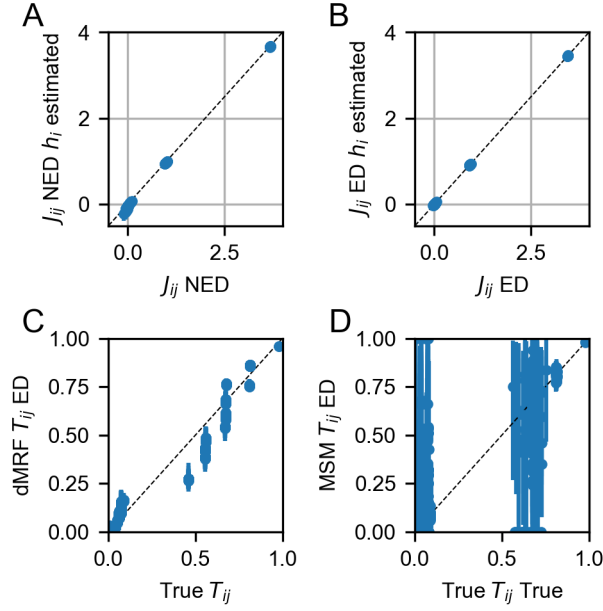 A
B
J_ij NED h_i estimated
4
2
0
0.0
2.5
J_ij NED
J_ij ED h_i estimated
4
2
0
0.0
2.5
J_ij ED
C
D
dMRF T_ij ED
1.00
0.75
0.50
0.25
0.00
0.0
0.5
1.0
True T_ij
MSM T_ij ED
1.00
0.75
0.50
0.25
0.00
0.0
0.5
1.0
True T_ij True